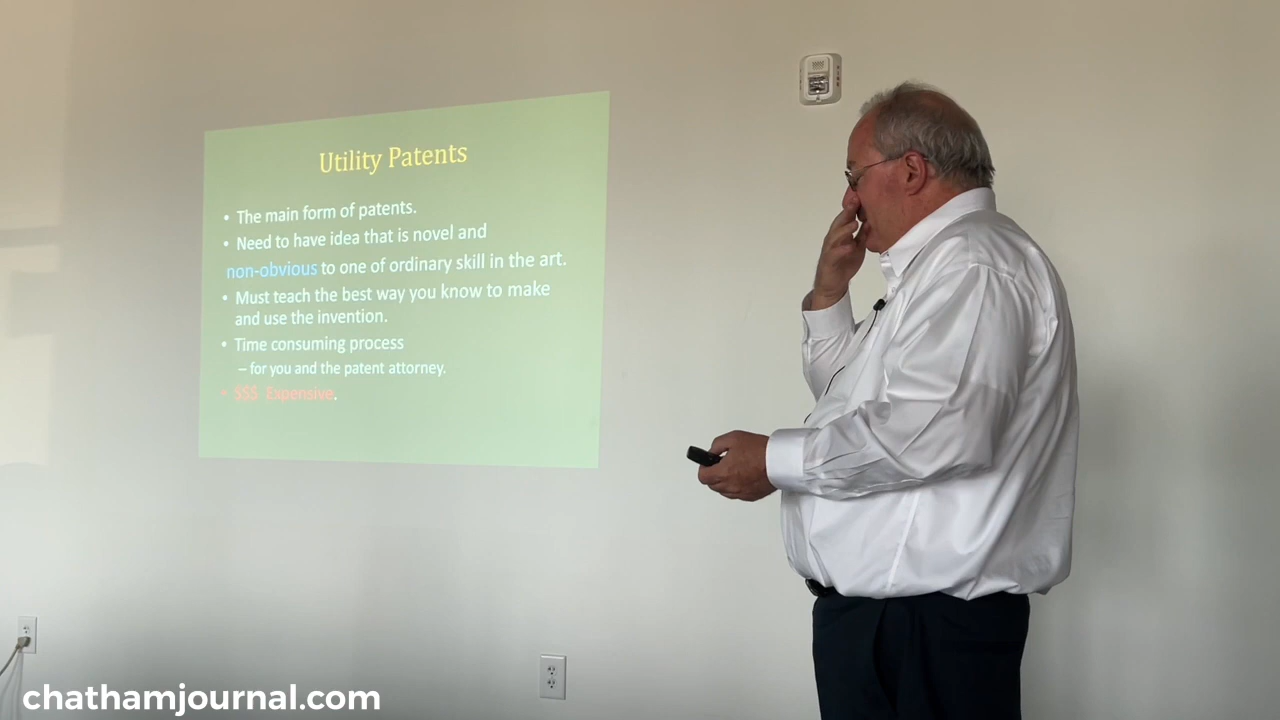 Utility Patents
• The main form of patents.
• Need to have idea that is novel and
non-obvious to one of ordinary skill in the art.
• Must teach the best way you know to make
and use the invention.
• Time consuming process
– for you and the patent attorney.
• $$$ Expensive.
chathamjournal.com